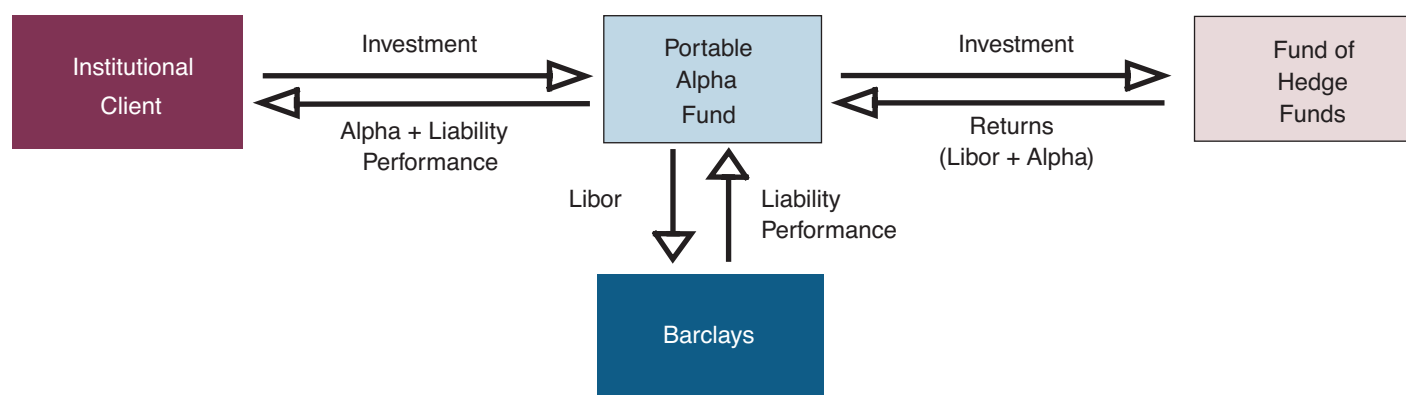 Institutional
Client
Investment
Alpha + Liability
Performance
Portable
Alpha
Fund
Investment
Returns
(Libor + Alpha)
Fund of
Hedge
Funds
Libor
Liability
Performance
Barclays